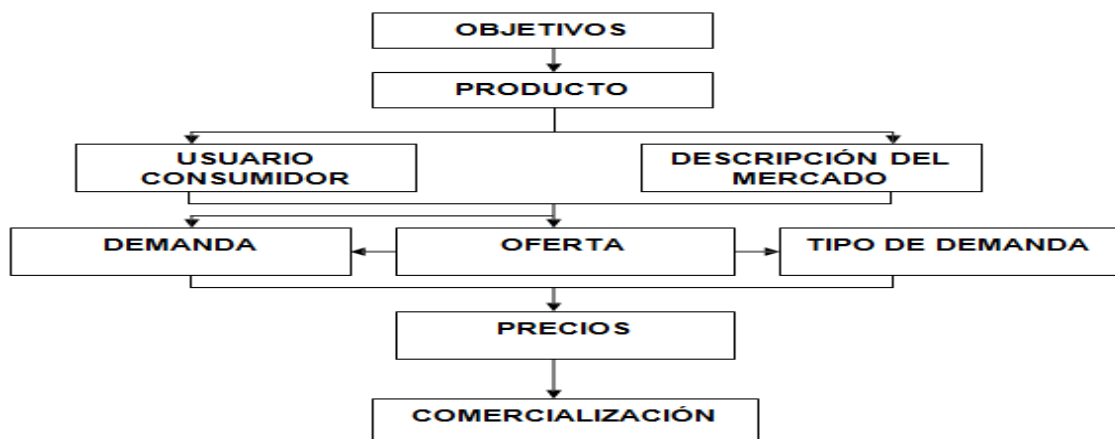 OBJETIVOS
PRODUCTO
USUARIO
CONSUMIDOR
DESCRIPCIÓN DEL
MERCADO
DEMANDA
OFERTA
TIPO DE DEMANDA
PRECIOS
COMERCIALIZACIÓN